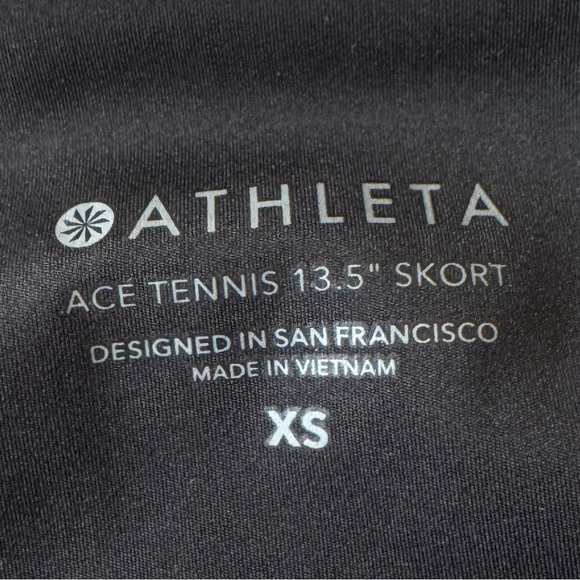 ATHLETA
ACE TENNIS 13.5" SKORT
DESIGNED IN SAN FRANCISCO
MADE IN VIETNAM
XS